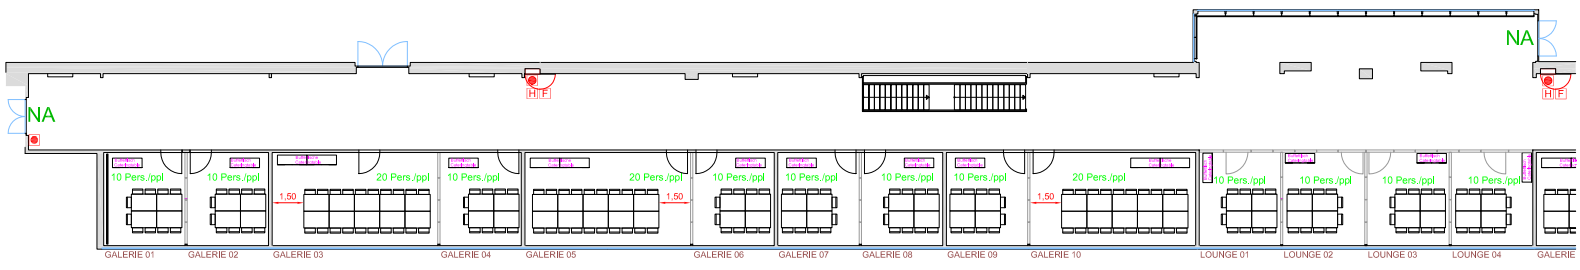 NA
NA
H F
H F
10 Pers./ppl
10 Pers./ppl
20 Pers./ppl
10 Pers./ppl
20 Pers./ppl
10 Pers./ppl
10 Pers./ppl
10 Pers./ppl
10 Pers./ppl
20 Pers./ppl
10 Pers./ppl
10 Pers./ppl
10 Pers./ppl
10 Pers./ppl
1,50
1,50
1,50
GALERIE 01
GALERIE 02
GALERIE 03
GALERIE 04
GALERIE 05
GALERIE 06
GALERIE 07
GALERIE 08
GALERIE 09
GALERIE 10
LOUNGE 01
LOUNGE 02
LOUNGE 03
LOUNGE 04
GALERIE